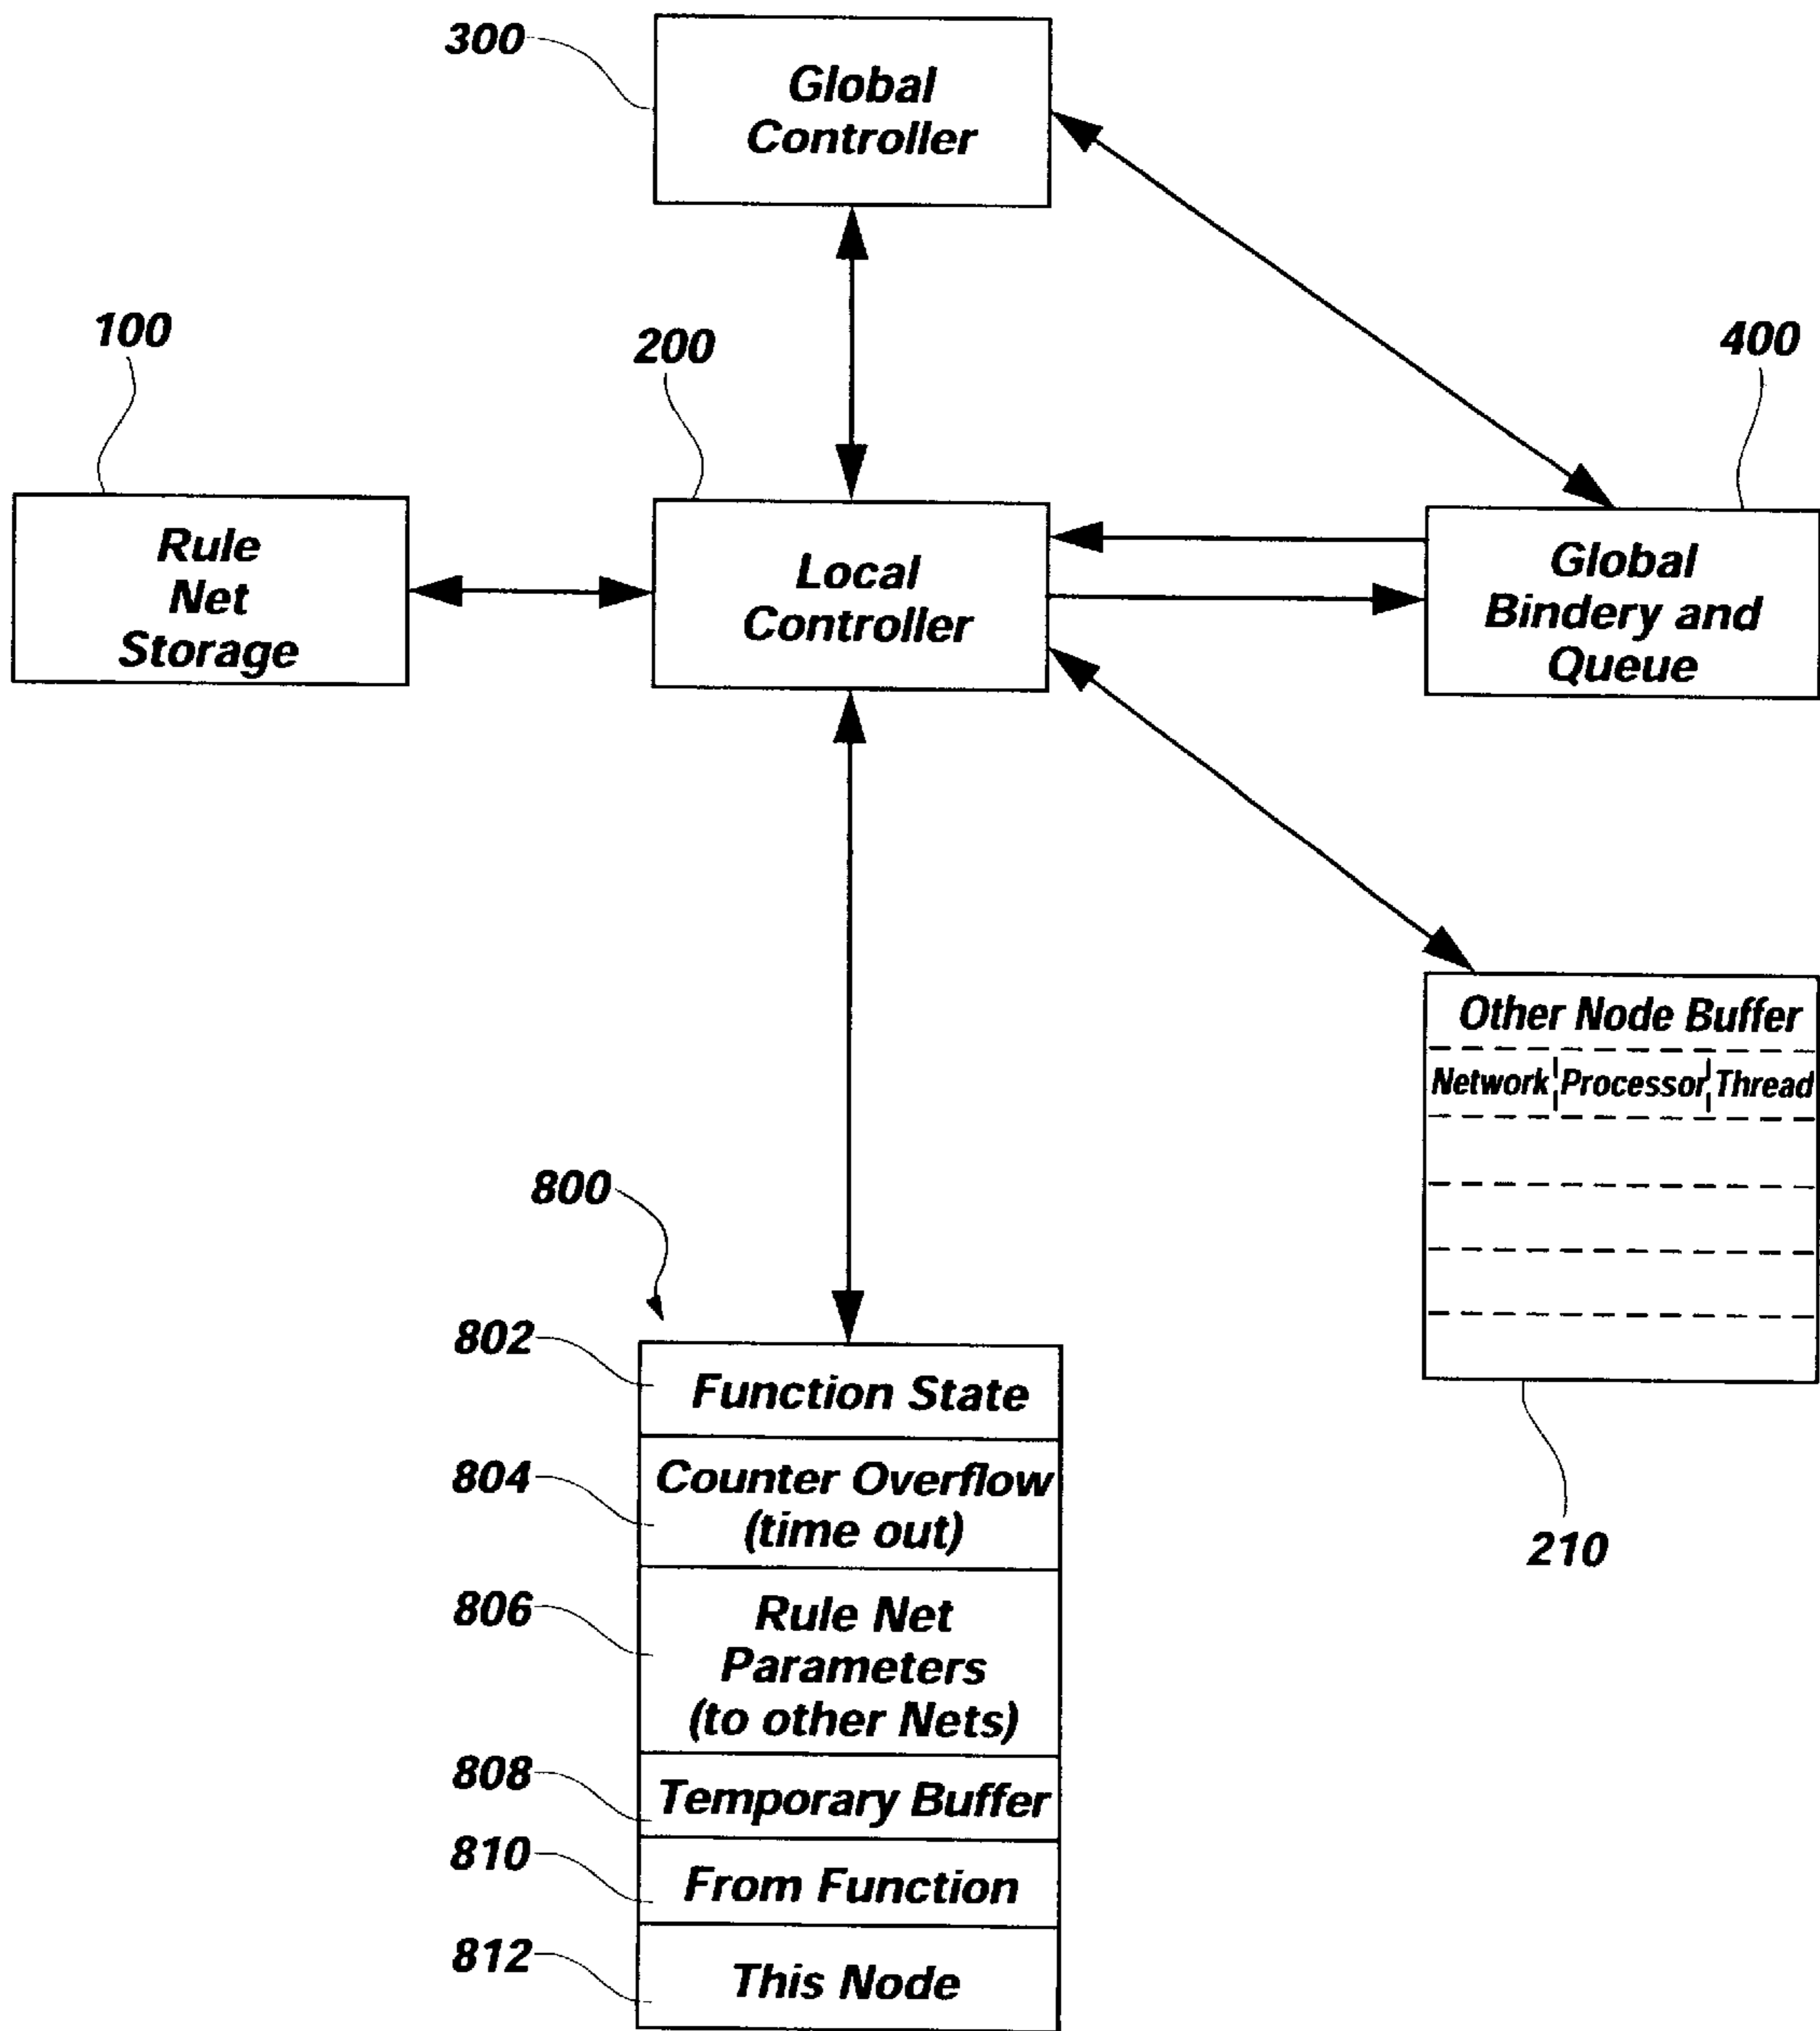 300
Global
Controller
100
200
400
Rule
Net
Storage
Local
Controller
Global
Bindery and
Queue
Other Node Buffer
Network Processor Thread
210
800
802
Function State
804
Counter Overflow
(time out)
806
Rule Net
Parameters
(to other Nets)
808
Temporary Buffer
810
From Function
812
This Node